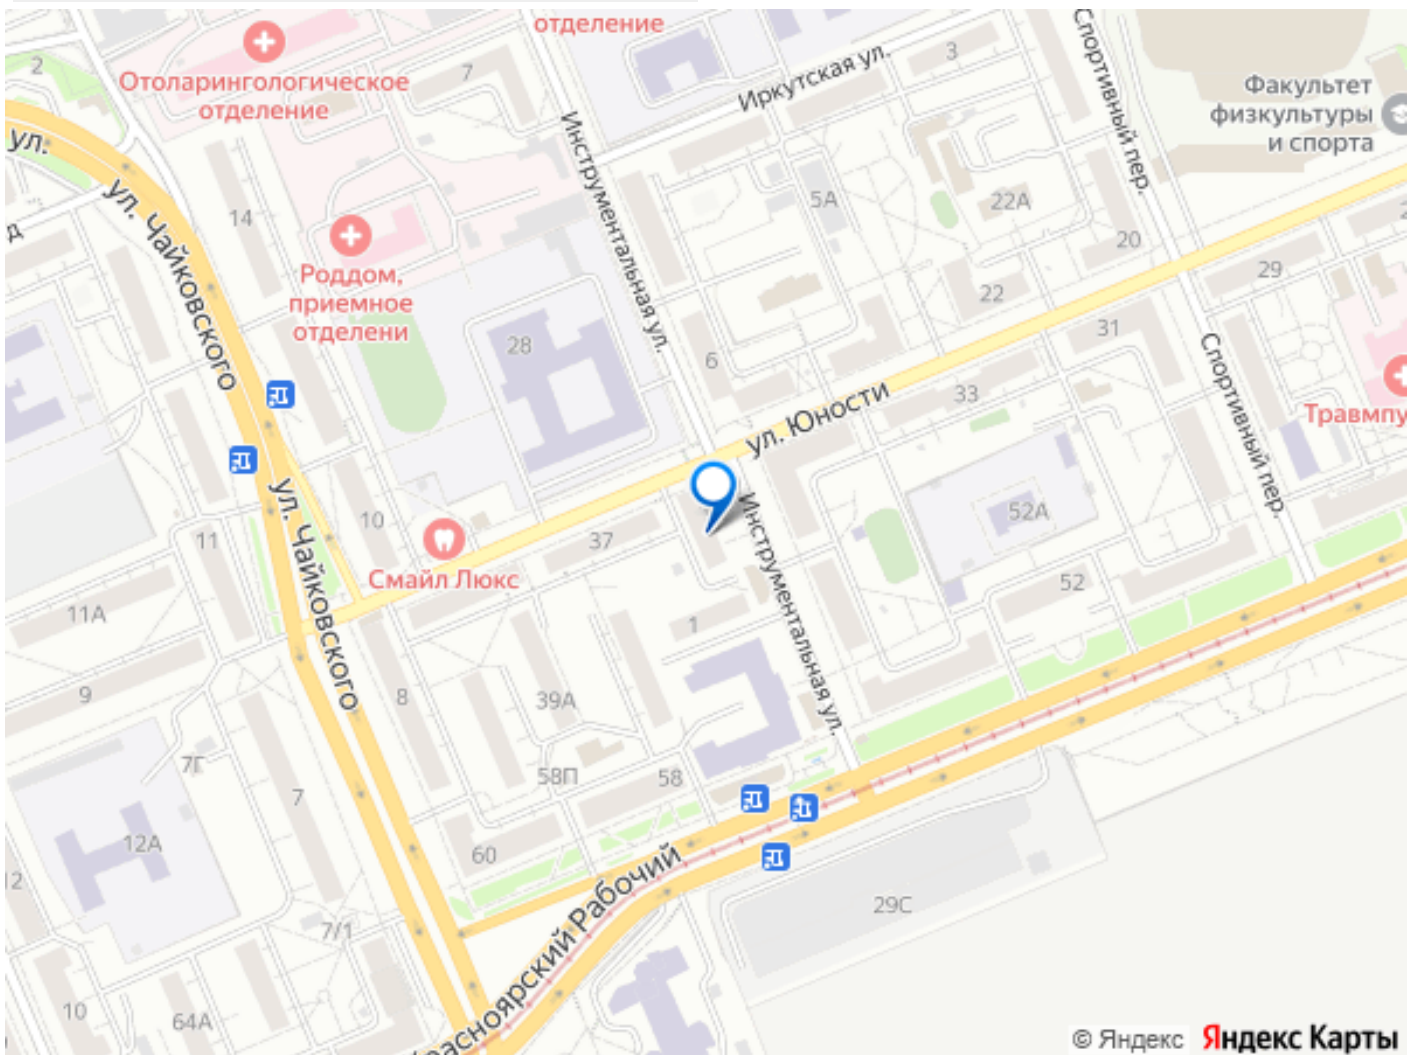 отделение
2
Отоларингологическое
отделение
7
Иркутская ул.
3
Спортивный пер.
Факультет
физкультуры
и спорта
ул.
Инструментальная ул.
ул. Чайковского
14
5А
22А
20
29
Роддом,
приемное
отделени
28
6
22
31
Спортивный пер.
33
ул. Юности
Травмпу
ул. Чайковского
10
11
37
Смайл Люкс
Инструментальная ул.
52А
52
11А
1
9
8
39А
7Г
7
58П
58
12А
60
Красноярский Рабочий
29С
12
7/1
10
64А
© Яндекс Яндекс Карты